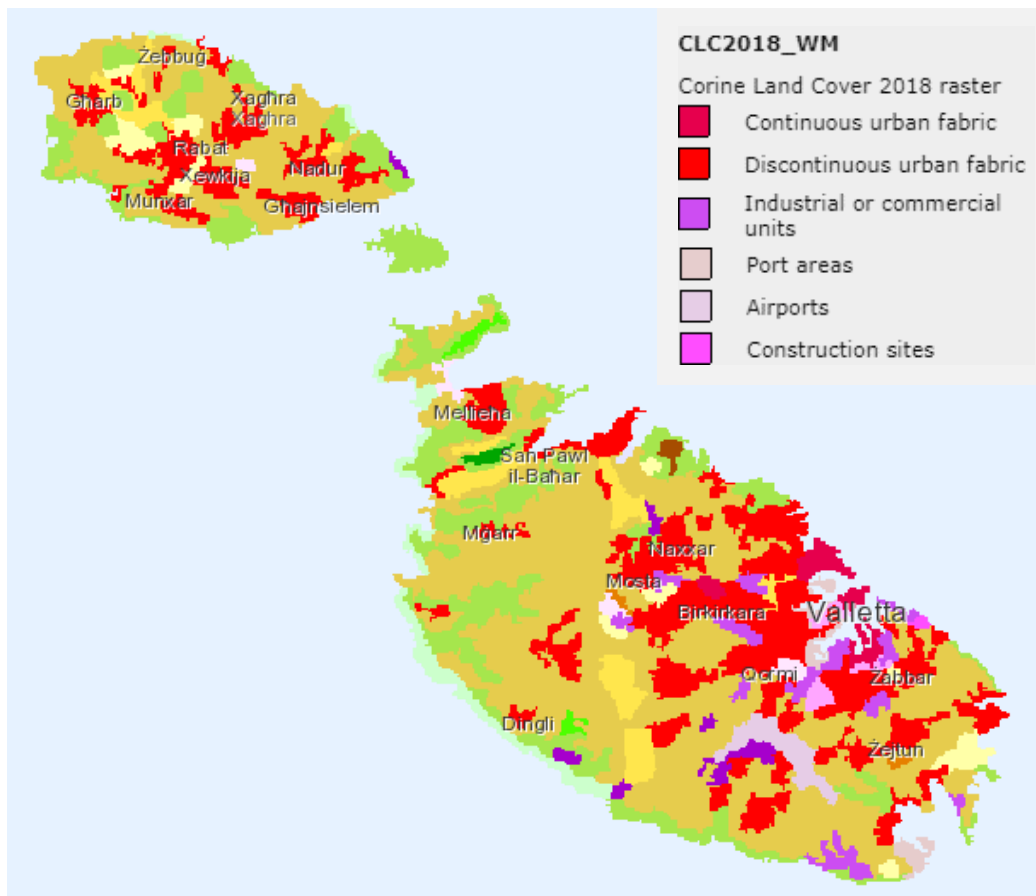 CLC2018_WM
Corine Land Cover 2018 raster
Continuous urban fabric
Discontinuous urban fabric
Industrial or commercial
units
Port areas
Airports
Construction sites
Żebbuġ
Għarb
Xagħra
Xagħra
Rabat
Xewkija
Nadur
Munxar
Għajnsielem
Mellieħa
San Pawl
il-Baħar
Mġarr
Naxxar
Mosta
Birkirkara
Valletta
Qormi
Żabbar
Dingli
Żejtun